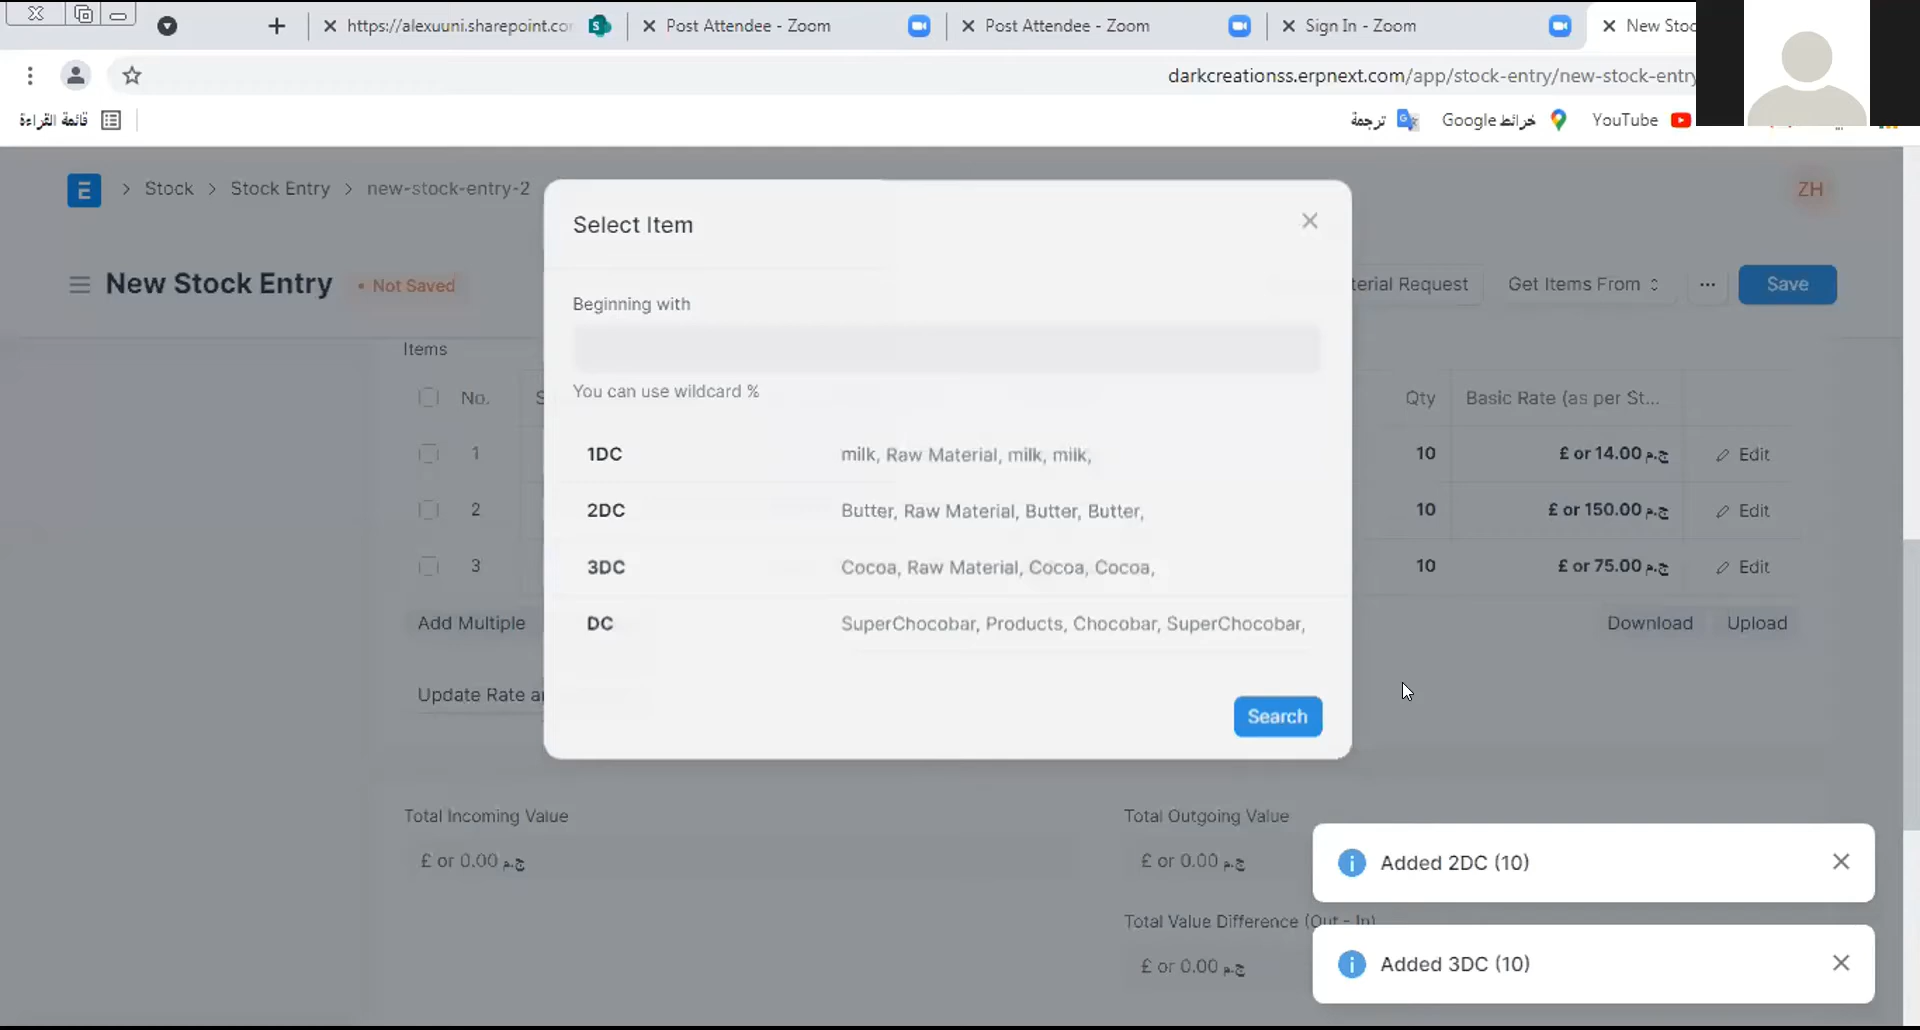 https://alexuuni.sharepoint.cor
Post Attendee - Zoom
Post Attendee - Zoom
Sign In - Zoom
New Stoc
darkcreationss.erpnext.com/app/stock-entry/new-stock-entry
قائمة القراءة
ترجمة
خرائط Google
YouTube
E
Stock
Stock Entry
new-stock-entry-2
ZH
New Stock Entry
• Not Saved
terial Request
Get Items From
Save
Select Item
Beginning with
You can use wildcard %
1DC
milk, Raw Material, milk, milk,
2DC
Butter, Raw Material, Butter, Butter,
3DC
Cocoa, Raw Material, Cocoa, Cocoa,
DC
SuperChocobar, Products, Chocobar, SuperChocobar,
Search
Items
No.
S
Qty
Basic Rate (as per St...
1
10
£ or 14.00 ج.م
Edit
2
10
£ or 150.00 ج.م
Edit
3
10
£ or 75.00 ج.م
Edit
Add Multiple
Download
Upload
Update Rate a
Total Incoming Value
£ or 0.00 ج.م
Total Outgoing Value
£ or 0.00 ج.م
Total Value Difference (Out - In)
£ or 0.00 ج.م
Added 2DC (10)
Added 3DC (10)